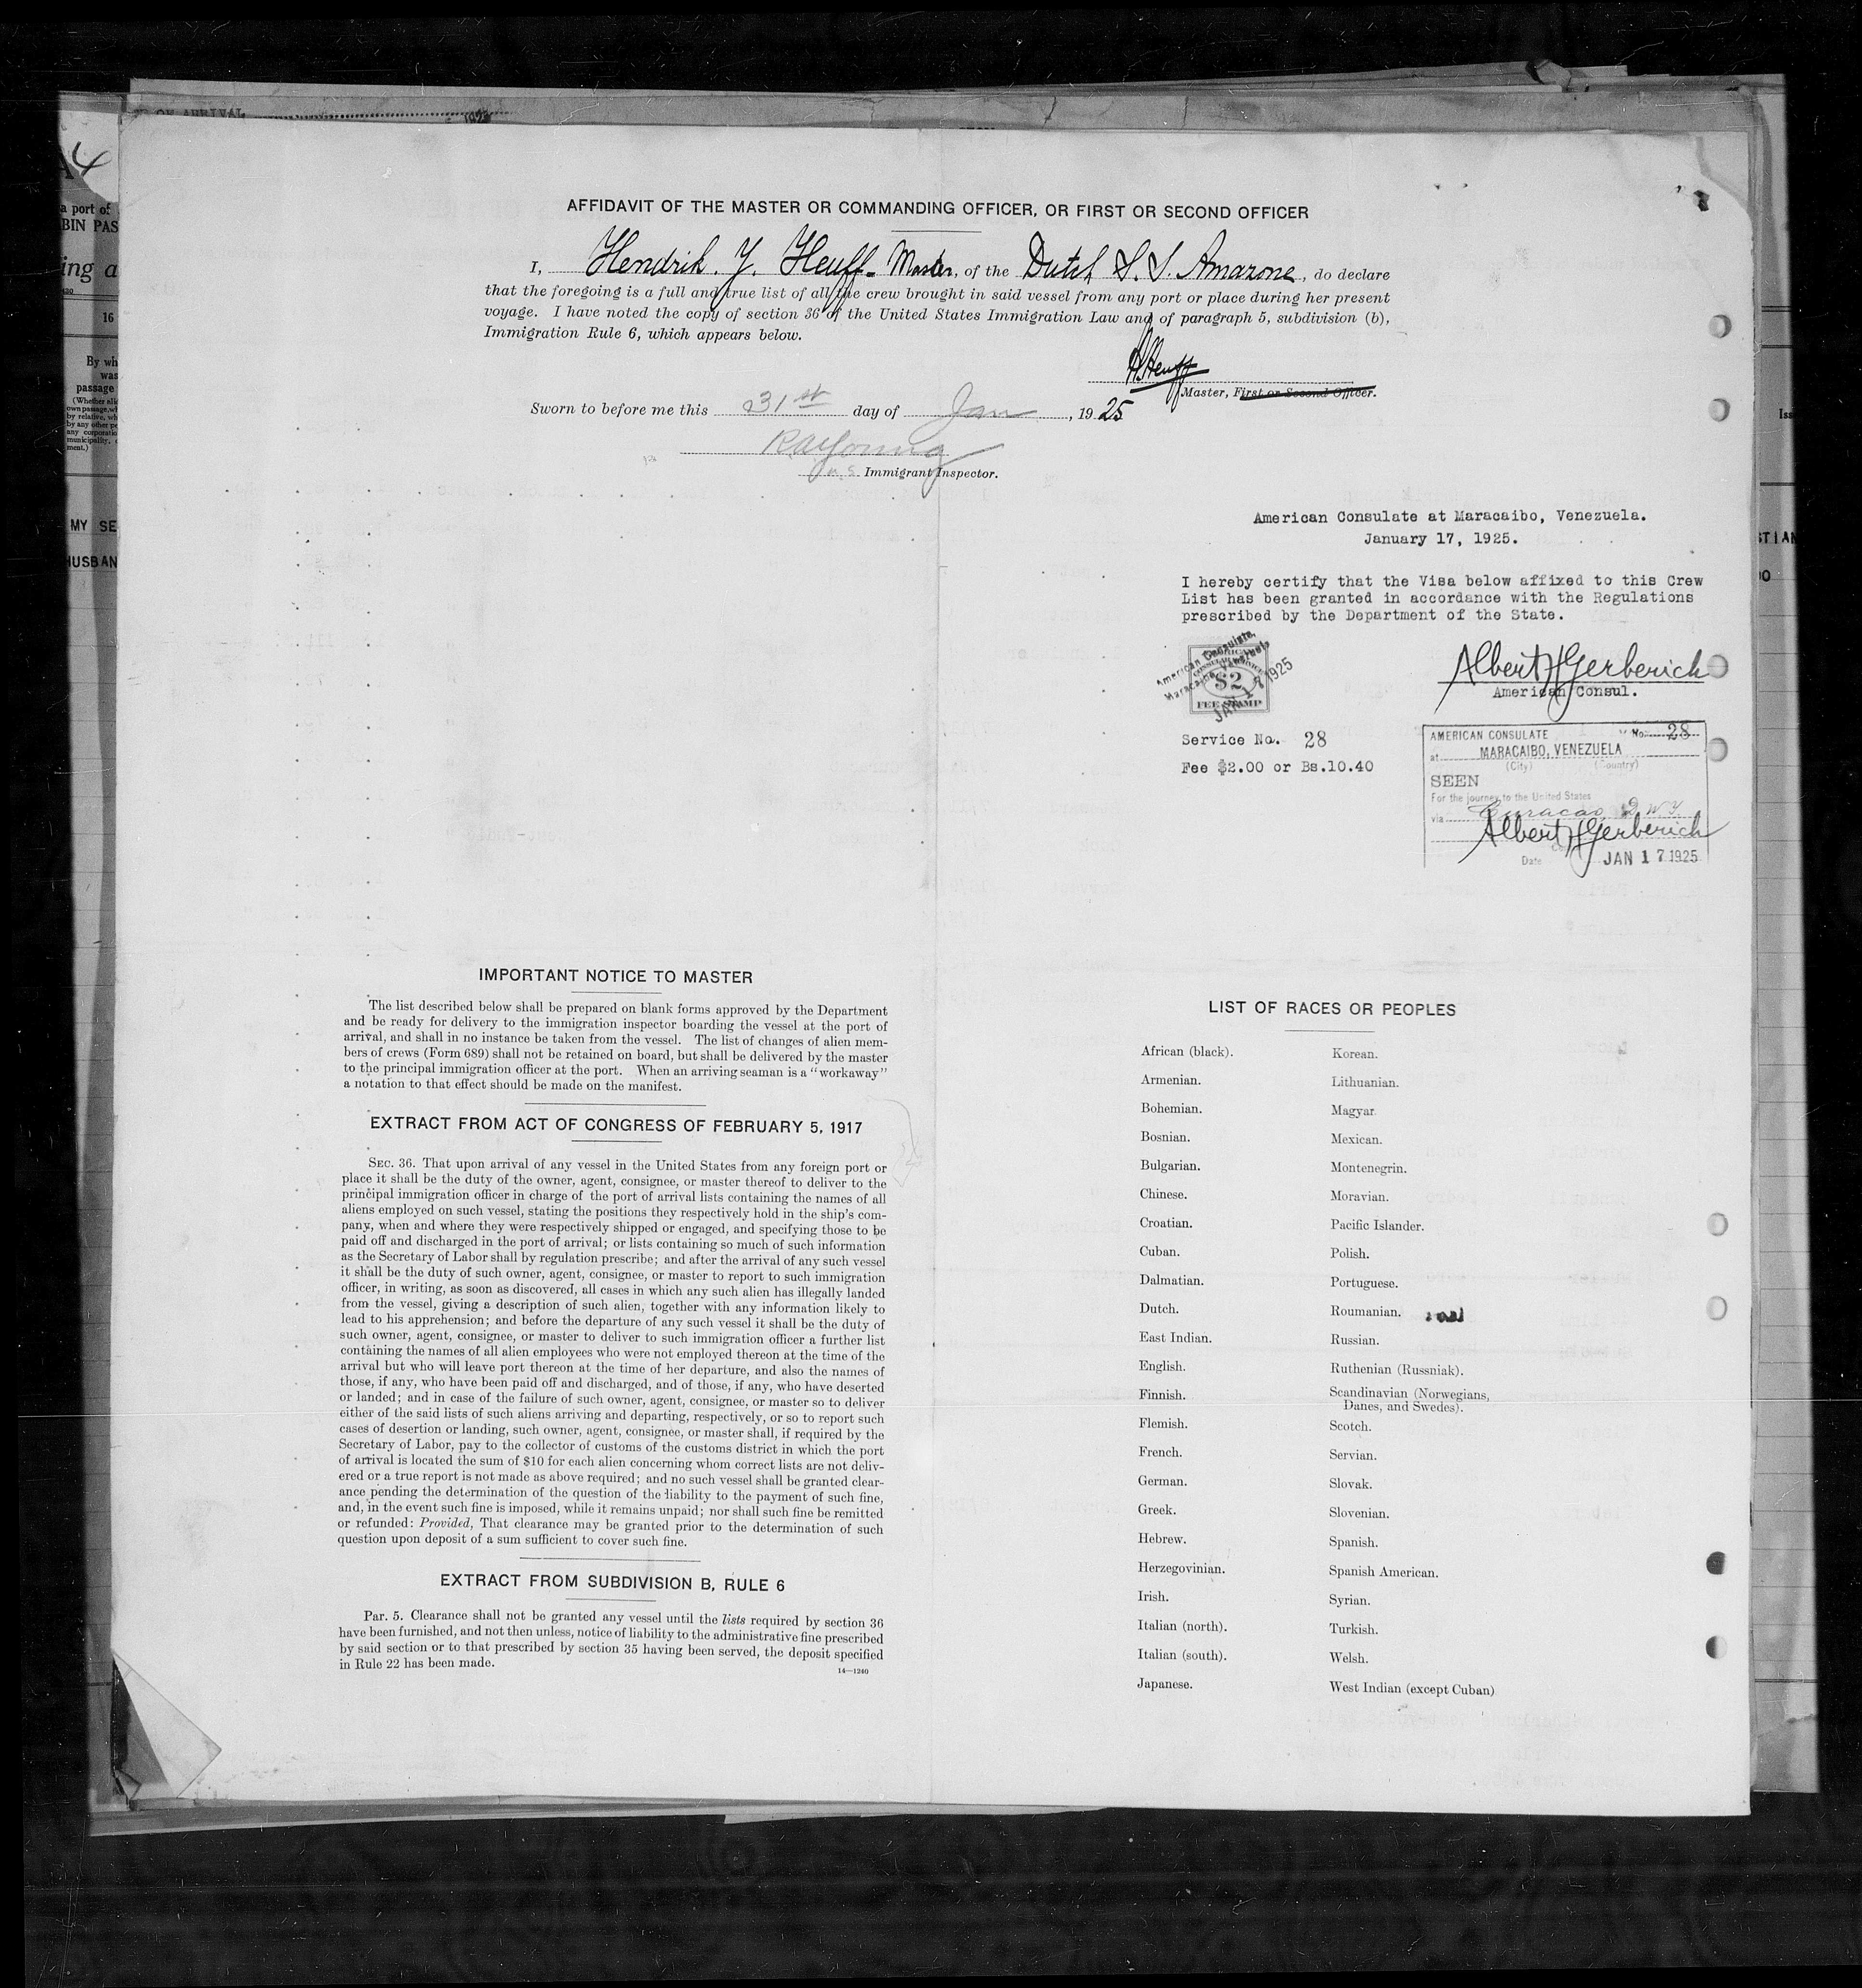 OF ARRIVAL
A4
a port of
BIN PAS
ing a
16
By wh
was
passage
MY SE
HUSBAN
AFFIDAVIT OF THE MASTER OR COMMANDING OFFICER, OR FIRST OR SECOND OFFICER
I, Hendrik. J. Heuff - Master, of the Dutch S. S. Amazone, do declare
that the foregoing is a full and true list of all the crew brought in said vessel from any port or place during her present
voyage. I have noted the copy of section 36 of the United States Immigration Law and of paragraph 5, subdivision (b),
Immigration Rule 6, which appears below.
HHeuff
Master, First or Second Officer.
Sworn to before me this 31st day of Jan, 1925
RAYoung
U.S. Immigrant Inspector.
American Consulate at Maracaibo, Venezuela.
January 17, 1925.
I hereby certify that the Visa below affixed to this Crew
List has been granted in accordance with the Regulations
prescribed by the Department of the State.
American Consulate,
Maracaibo, Venezuela
JAN 17 1925
$2
FEE STAMP
Albert H Gerberich
American Consul.
Service No. 28
Fee $2.00 or Bs.10.40
AMERICAN CONSULATE No. 28
at MARACAIBO, VENEZUELA
(City) (Country)
SEEN
For the journey to the United States
via Curacao, D W I
Albert H Gerberich
Date JAN 17 1925
IMPORTANT NOTICE TO MASTER
The list described below shall be prepared on blank forms approved by the Department
and be ready for delivery to the immigration inspector boarding the vessel at the port of
arrival, and shall in no instance be taken from the vessel. The list of changes of alien mem-
bers of crews (Form 689) shall not be retained on board, but shall be delivered by the master
to the principal immigration officer at the port. When an arriving seaman is a "workaway"
a notation to that effect should be made on the manifest.
EXTRACT FROM ACT OF CONGRESS OF FEBRUARY 5, 1917
SEC. 36. That upon arrival of any vessel in the United States from any foreign port or
place it shall be the duty of the owner, agent, consignee, or master thereof to deliver to the
principal immigration officer in charge of the port of arrival lists containing the names of all
aliens employed on such vessel, stating the positions they respectively hold in the ship's com-
pany, when and where they were respectively shipped or engaged, and specifying those to be
paid off and discharged in the port of arrival; or lists containing so much of such information
as the Secretary of Labor shall by regulation prescribe; and after the arrival of any such vessel
it shall be the duty of such owner, agent, consignee, or master to report to such immigration
officer, in writing, as soon as discovered, all cases in which any such alien has illegally landed
from the vessel, giving a description of such alien, together with any information likely to
lead to his apprehension; and before the departure of any such vessel it shall be the duty of
such owner, agent, consignee, or master to deliver to such immigration officer a further list
containing the names of all alien employees who were not employed thereon at the time of the
arrival but who will leave port thereon at the time of her departure, and also the names of
those, if any, who have been paid off and discharged, and of those, if any, who have deserted
or landed; and in case of the failure of such owner, agent, consignee, or master so to deliver
either of the said lists of such aliens arriving and departing, respectively, or so to report such
cases of desertion or landing, such owner, agent, consignee, or master shall, if required by the
Secretary of Labor, pay to the collector of customs of the customs district in which the port
of arrival is located the sum of $10 for each alien concerning whom correct lists are not deliv-
ered or a true report is not made as above required; and no such vessel shall be granted clear-
ance pending the determination of the question of the liability to the payment of such fine,
and, in the event such fine is imposed, while it remains unpaid; nor shall such fine be remitted
or refunded: Provided, That clearance may be granted prior to the determination of such
question upon deposit of a sum sufficient to cover such fine.
EXTRACT FROM SUBDIVISION B, RULE 6
Par. 5. Clearance shall not be granted any vessel until the lists required by section 36
have been furnished, and not then unless, notice of liability to the administrative fine prescribed
by said section or to that prescribed by section 35 having been served, the deposit specified
in Rule 22 has been made.
14—1240
LIST OF RACES OR PEOPLES
African (black). Korean.
Armenian. Lithuanian.
Bohemian. Magyar.
Bosnian. Mexican.
Bulgarian. Montenegrin.
Chinese. Moravian.
Croatian. Pacific Islander.
Cuban. Polish.
Dalmatian. Portuguese.
Dutch. Roumanian.
East Indian. Russian.
English. Ruthenian (Russniak).
Finnish. Scandinavian (Norwegians,
Danes, and Swedes).
Flemish. Scotch.
French. Servian.
German. Slovak.
Greek. Slovenian.
Hebrew. Spanish.
Herzegovinian. Spanish American.
Irish. Syrian.
Italian (north). Turkish.
Italian (south). Welsh.
Japanese. West Indian (except Cuban)